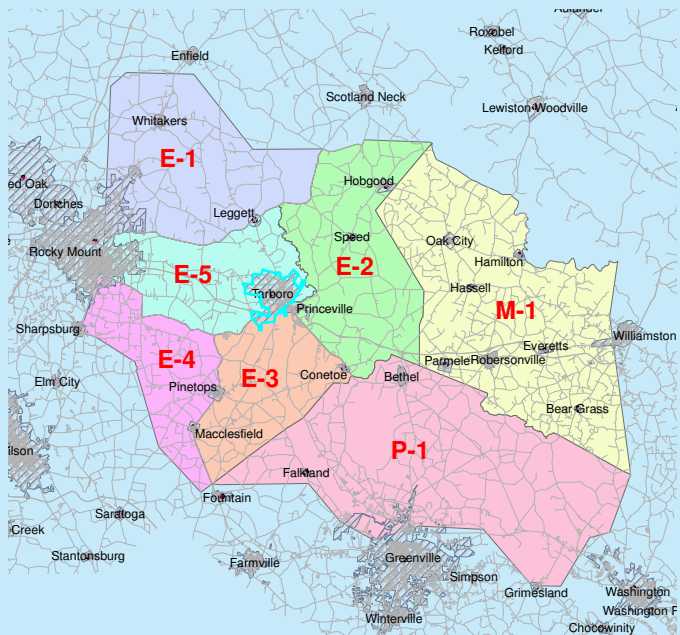 Aulander
Roxobel
Kelford
Enfield
Scotland Neck
Lewiston-Woodville
Whitakers
E-1
Hobgood
ed Oak
Dortches
Leggett
Speed
Oak City
Rocky Mount
Hamilton
E-5
E-2
Hassell
Tarboro
Princeville
M-1
Sharpsburg
Williamston
Everetts
E-4
Parmele
Robersonville
Conetoe
Bethel
E-3
Elm City
Pinetops
Bear Grass
Macclesfield
P-1
ilson
Falkland
Fountain
Saratoga
Creek
Stantonsburg
Greenville
Farmville
Simpson
Grimesland
Washington
Washington P
Winterville
Chocowinity